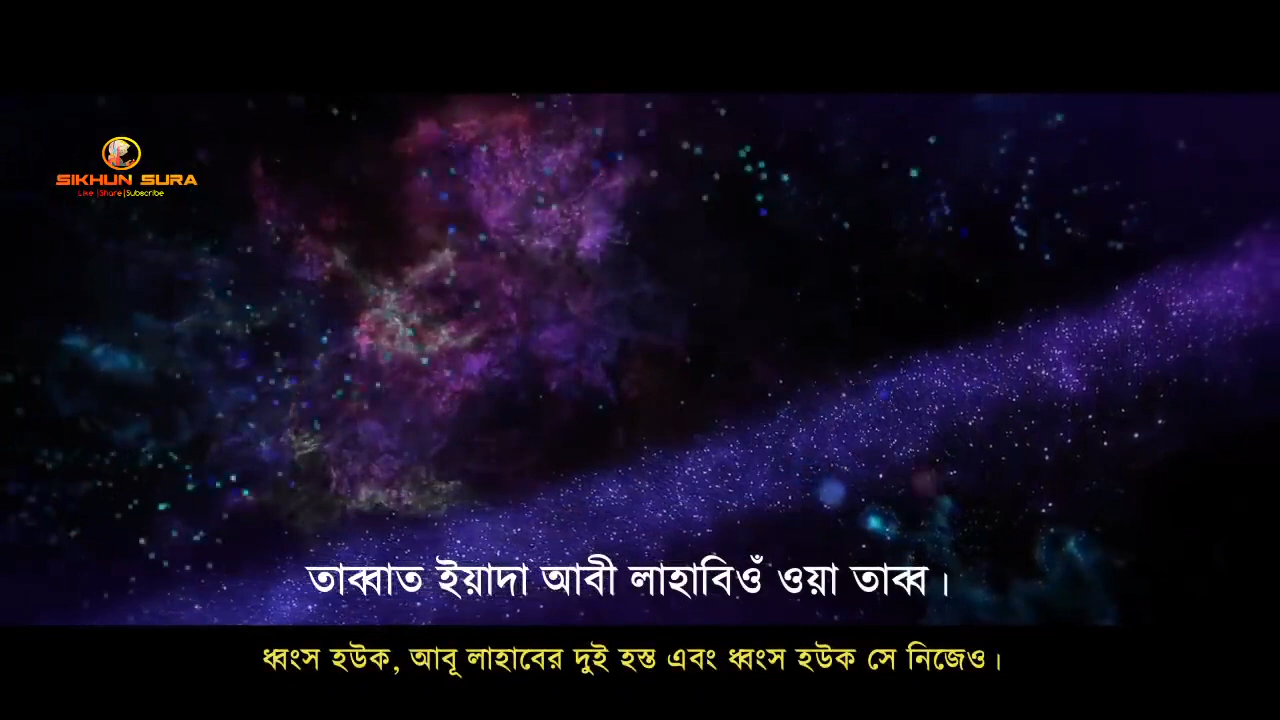 SIKHUN SURA
Like |Share|Subscribe
তাব্বাত ইয়াদা আবী লাহাবিওঁ ওয়া তাব্ব।
ধ্বংস হউক, আবূ লাহাবের দুই হস্ত এবং ধ্বংস হউক সে নিজেও।